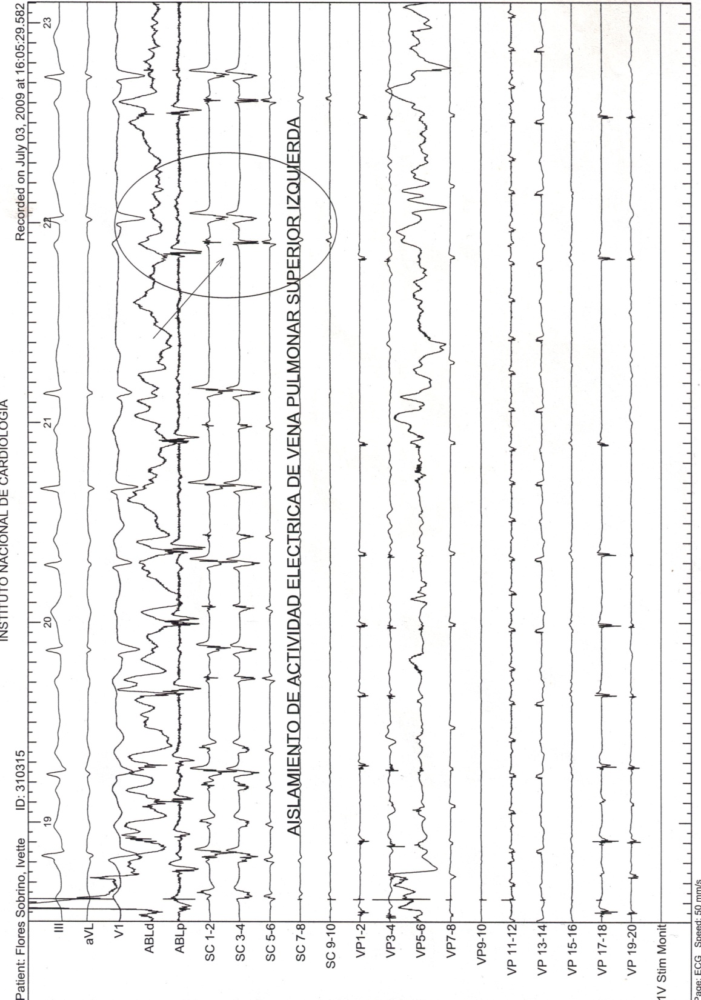 INSTITUTO NACIONAL DE CARDIOLOGIA
Patient: Flores Sobrino, Ivette ID: 310315 Recorded on July 03, 2009 at 16:05:29.582
19 20 21 22 23
III
aVL
V1
ABLd
ABLp
SC 1-2
SC 3-4
SC 5-6
SC 7-8
AISLAMIENTO DE ACTIVIDAD ELECTRICA DE VENA PULMONAR SUPERIOR IZQUIERDA
SC 9-10
VP1-2
VP3-4
VP5-6
VP7-8
VP9-10
VP 11-12
VP 13-14
VP 15-16
VP 17-18
VP 19-20
1V Stim Monit
Page: ECG Speed: 50 mm/s